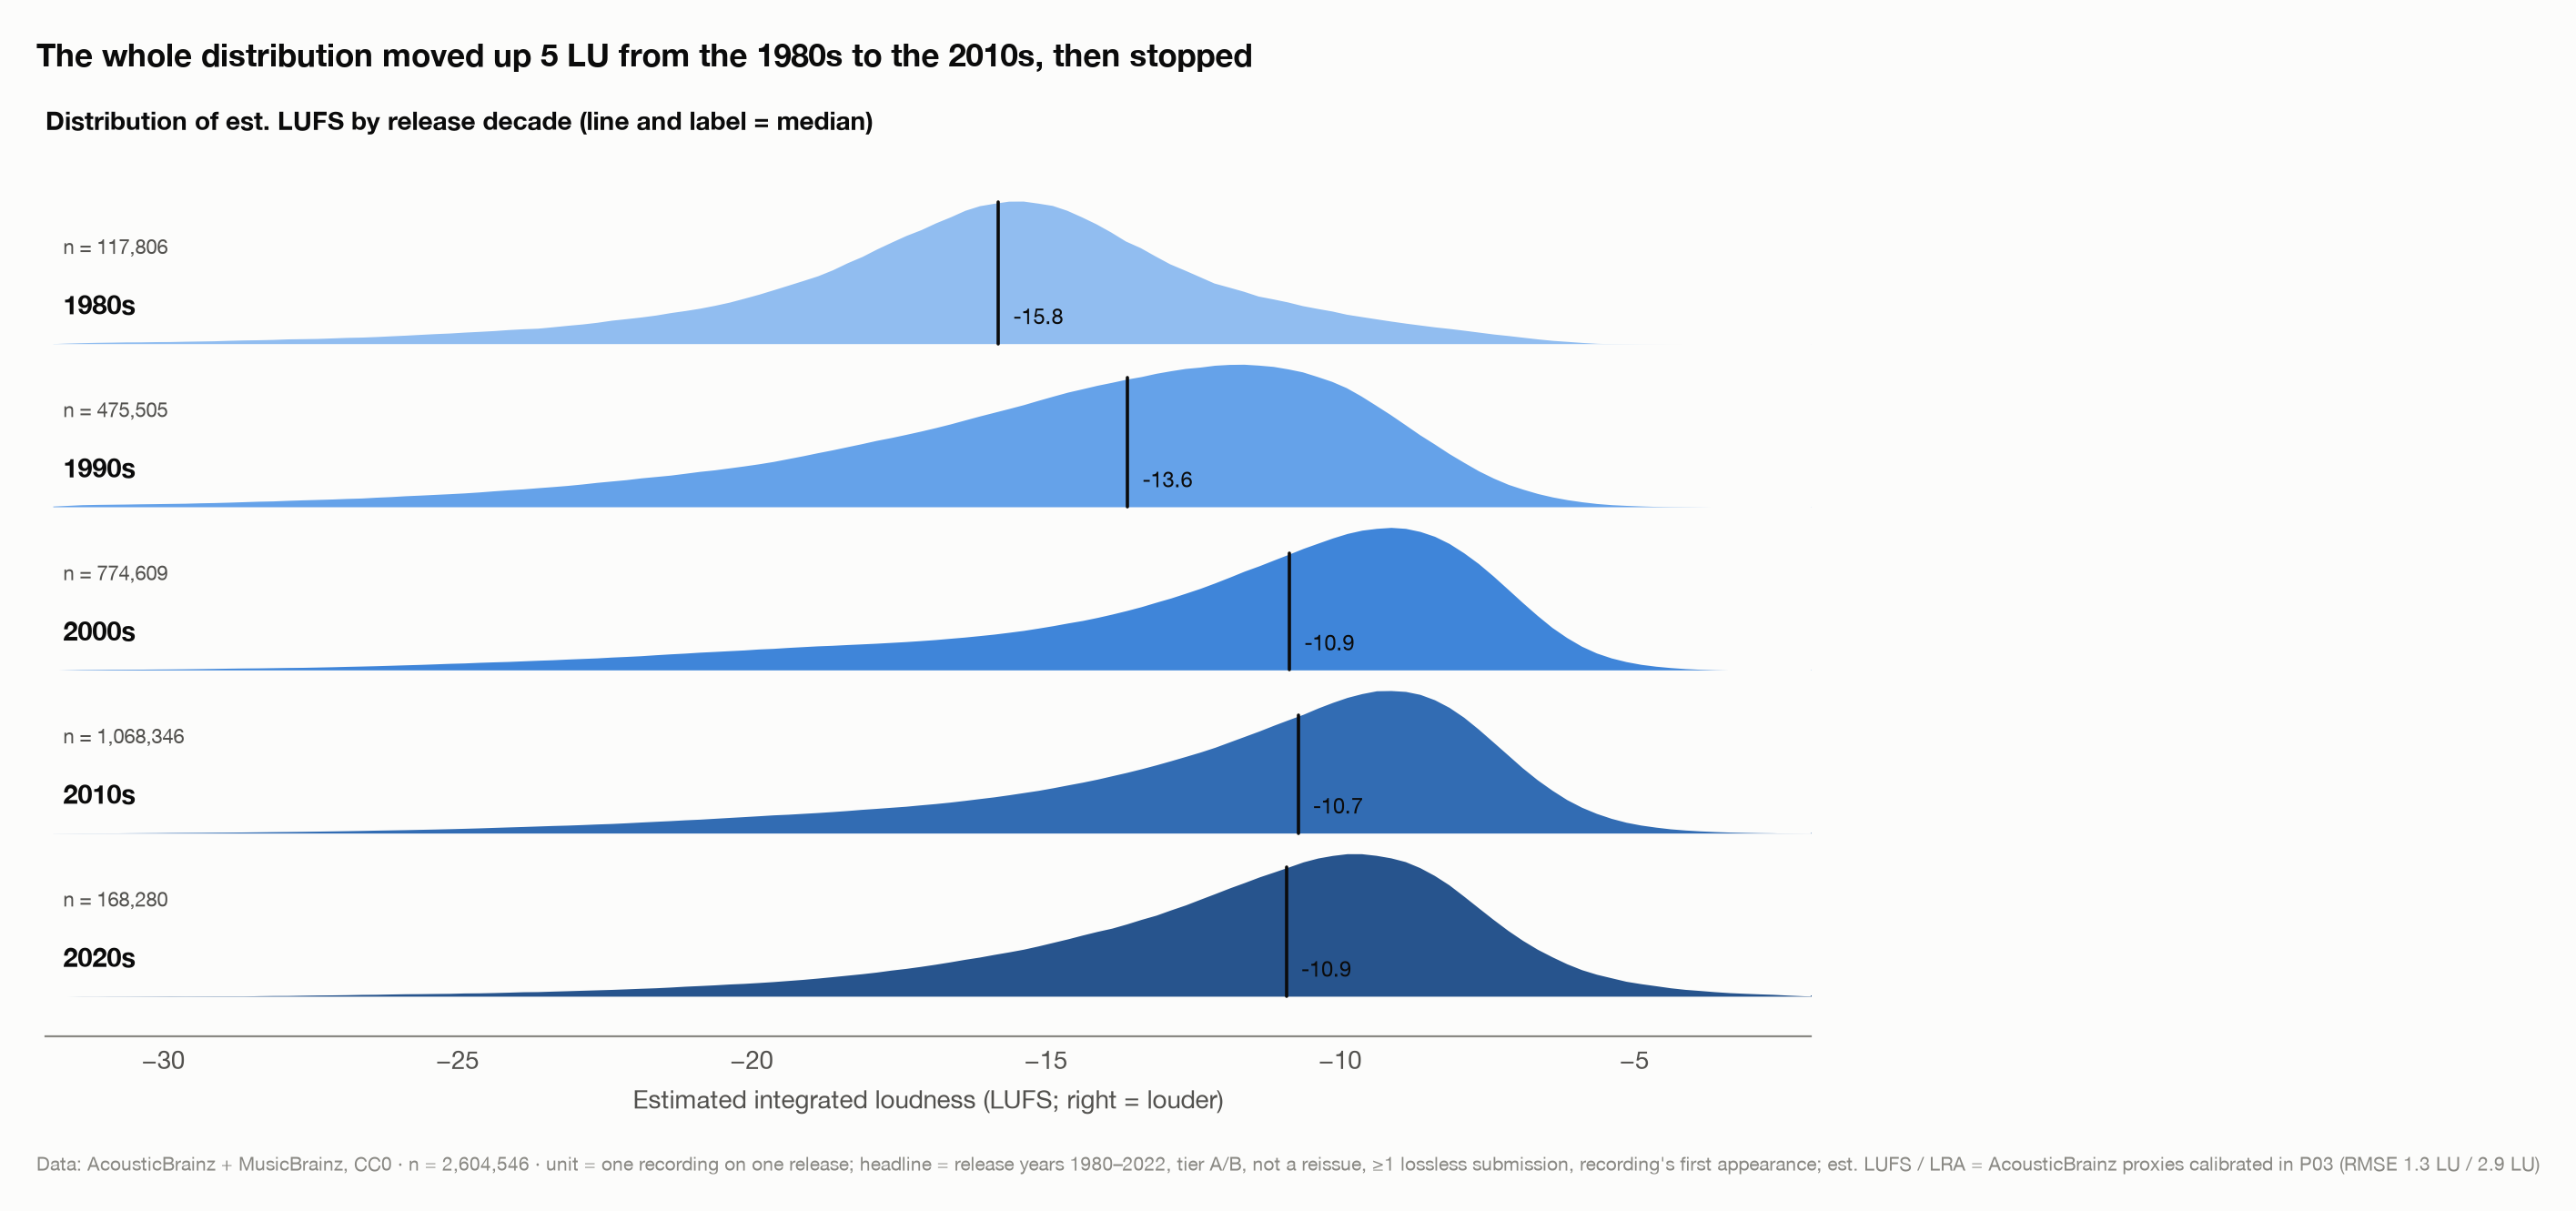 The whole distribution moved up 5 LU from the 1980s to the 2010s, then stopped
Distribution of est. LUFS by release decade (line and label = median)
n = 117,806
1980s
-15.8
n = 475,505
1990s
-13.6
n = 774,609
2000s
-10.9
n = 1,068,346
2010s
-10.7
n = 168,280
2020s
-10.9
−30 −25 −20 −15 −10 −5
Estimated integrated loudness (LUFS; right = louder)
Data: AcousticBrainz + MusicBrainz, CC0 · n = 2,604,546 · unit = one recording on one release; headline = release years 1980–2022, tier A/B, not a reissue, ≥1 lossless submission, recording's first appearance; est. LUFS / LRA = AcousticBrainz proxies calibrated in P03 (RMSE 1.3 LU / 2.9 LU)